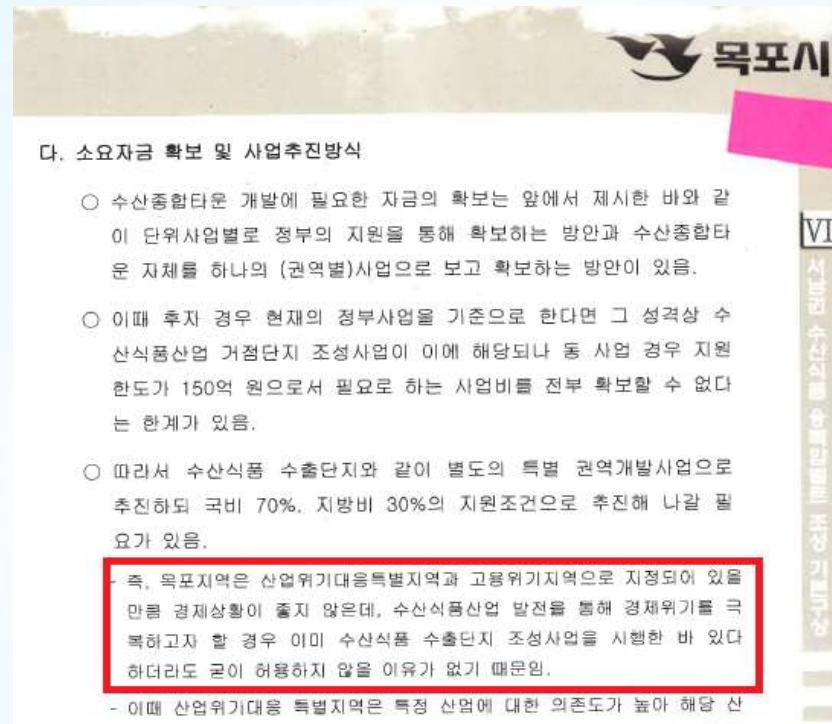 목포시
다. 소요자금 확보 및 사업추진방식
○ 수산종합타운 개발에 필요한 자금의 확보는 앞에서 제시한 바와 같
이 단위사업별로 정부의 지원을 통해 확보하는 방안과 수산종합타
운 자체를 하나의 (권역별)사업으로 보고 확보하는 방안이 있음.
○ 이때 후자 경우 현재의 정부사업을 기준으로 한다면 그 성격상 수
산식품산업 거점단지 조성사업이 이에 해당되나 동 사업 경우 지원
한도가 150억 원으로서 필요로 하는 사업비를 전부 확보할 수 없다
는 한계가 있음.
○ 따라서 수산식품 수출단지와 같이 별도의 특별 권역개발사업으로
추진하되 국비 70%, 지방비 30%의 지원조건으로 추진해 나갈 필
요가 있음.
- 즉, 목포지역은 산업위기대응특별지역과 고용위기지역으로 지정되어 있을
만큼 경제상황이 좋지 않은데, 수산식품산업 발전을 통해 경제위기를 극
복하고자 할 경우 이미 수산식품 수출단지 조성사업을 시행한 바 있다
하더라도 굳이 허용하지 않을 이유가 없기 때문임.
- 이때 산업위기대응 특별지역은 특정 산업에 대한 의존도가 높아 해당 산
VI
서남권 수산식품 융복합벨트 조성 기본구상